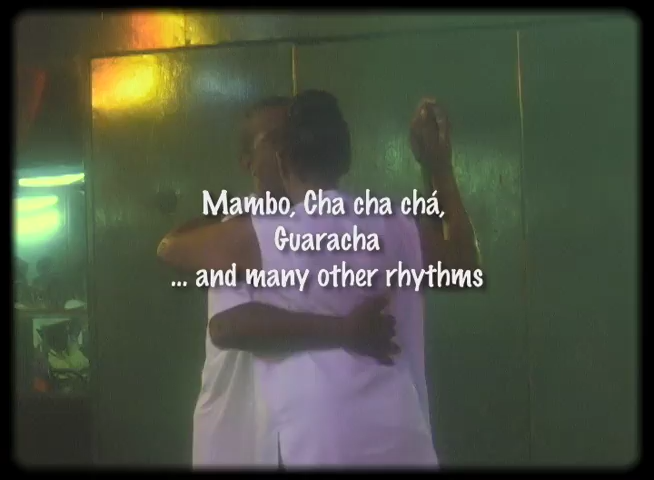 Mambo, Cha cha chá,
Guaracha
... and many other rhythms